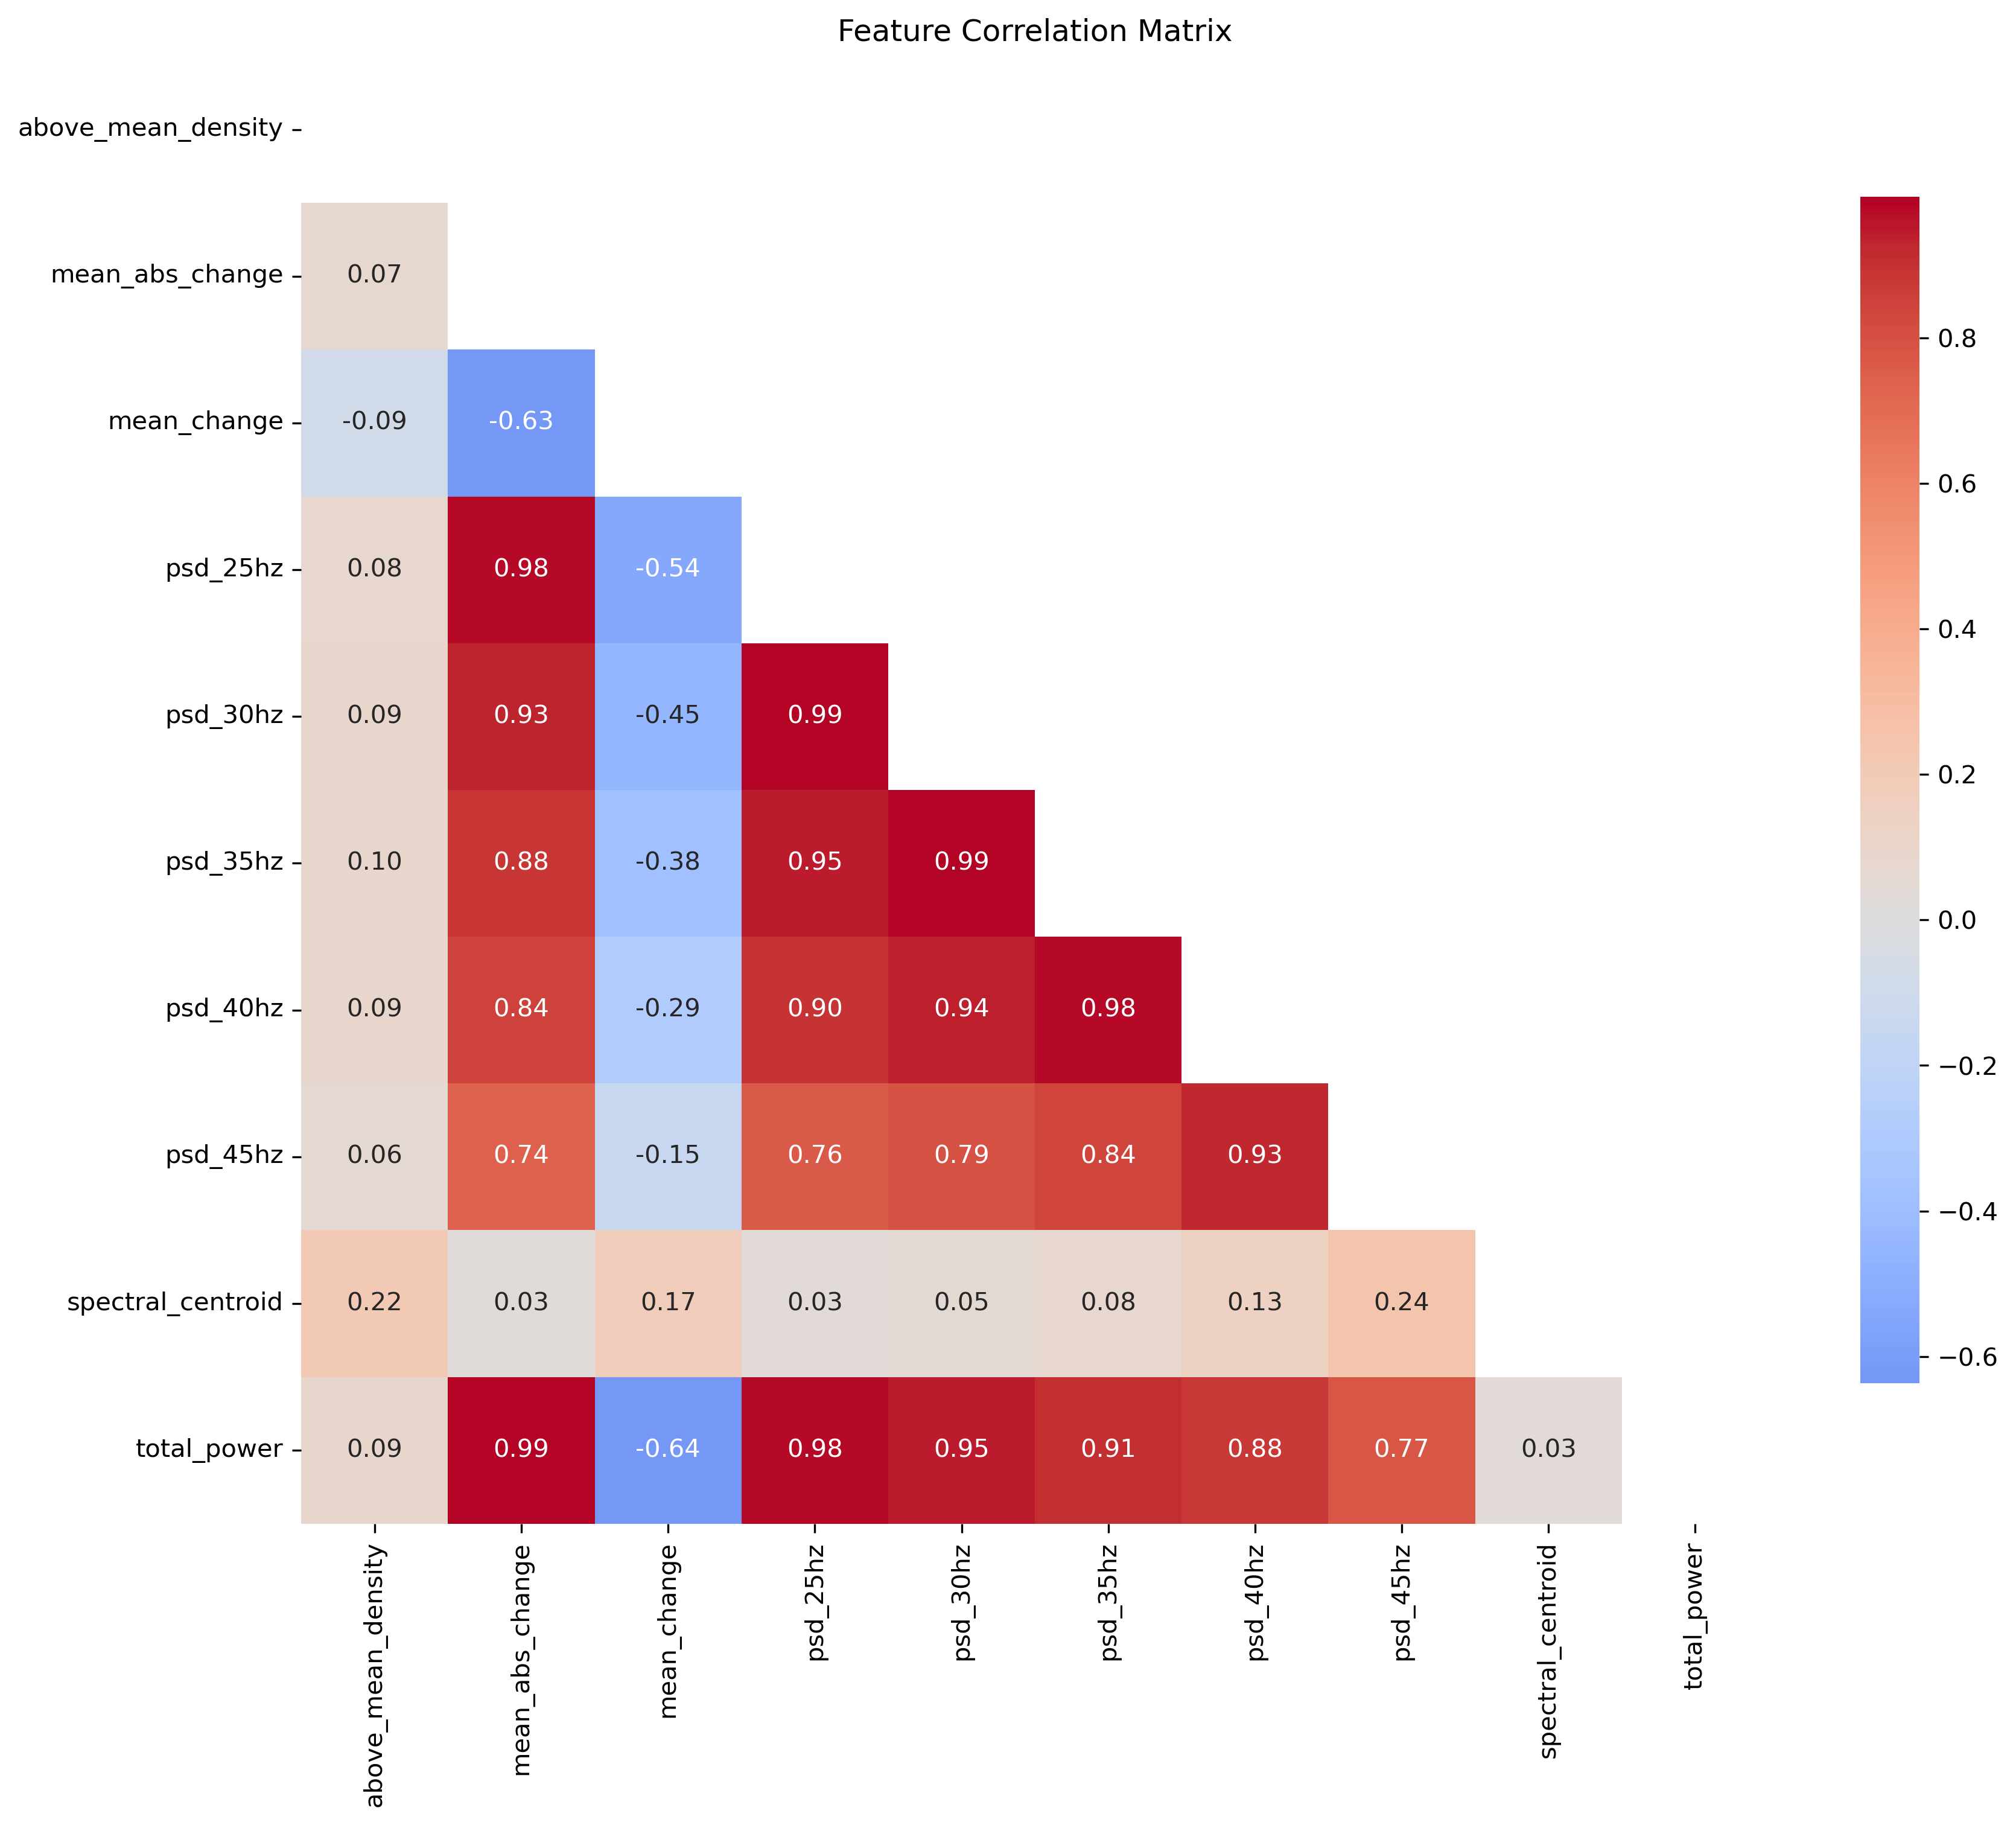 Feature Correlation Matrix
above_mean_density
mean_abs_change 0.07
mean_change -0.09 -0.63
psd_25hz 0.08 0.98 -0.54
psd_30hz 0.09 0.93 -0.45 0.99
psd_35hz 0.10 0.88 -0.38 0.95 0.99
psd_40hz 0.09 0.84 -0.29 0.90 0.94 0.98
psd_45hz 0.06 0.74 -0.15 0.76 0.79 0.84 0.93
spectral_centroid 0.22 0.03 0.17 0.03 0.05 0.08 0.13 0.24
total_power 0.09 0.99 -0.64 0.98 0.95 0.91 0.88 0.77 0.03
above_mean_density
mean_abs_change
mean_change
psd_25hz
psd_30hz
psd_35hz
psd_40hz
psd_45hz
spectral_centroid
total_power
0.8
0.6
0.4
0.2
0.0
−0.2
−0.4
−0.6